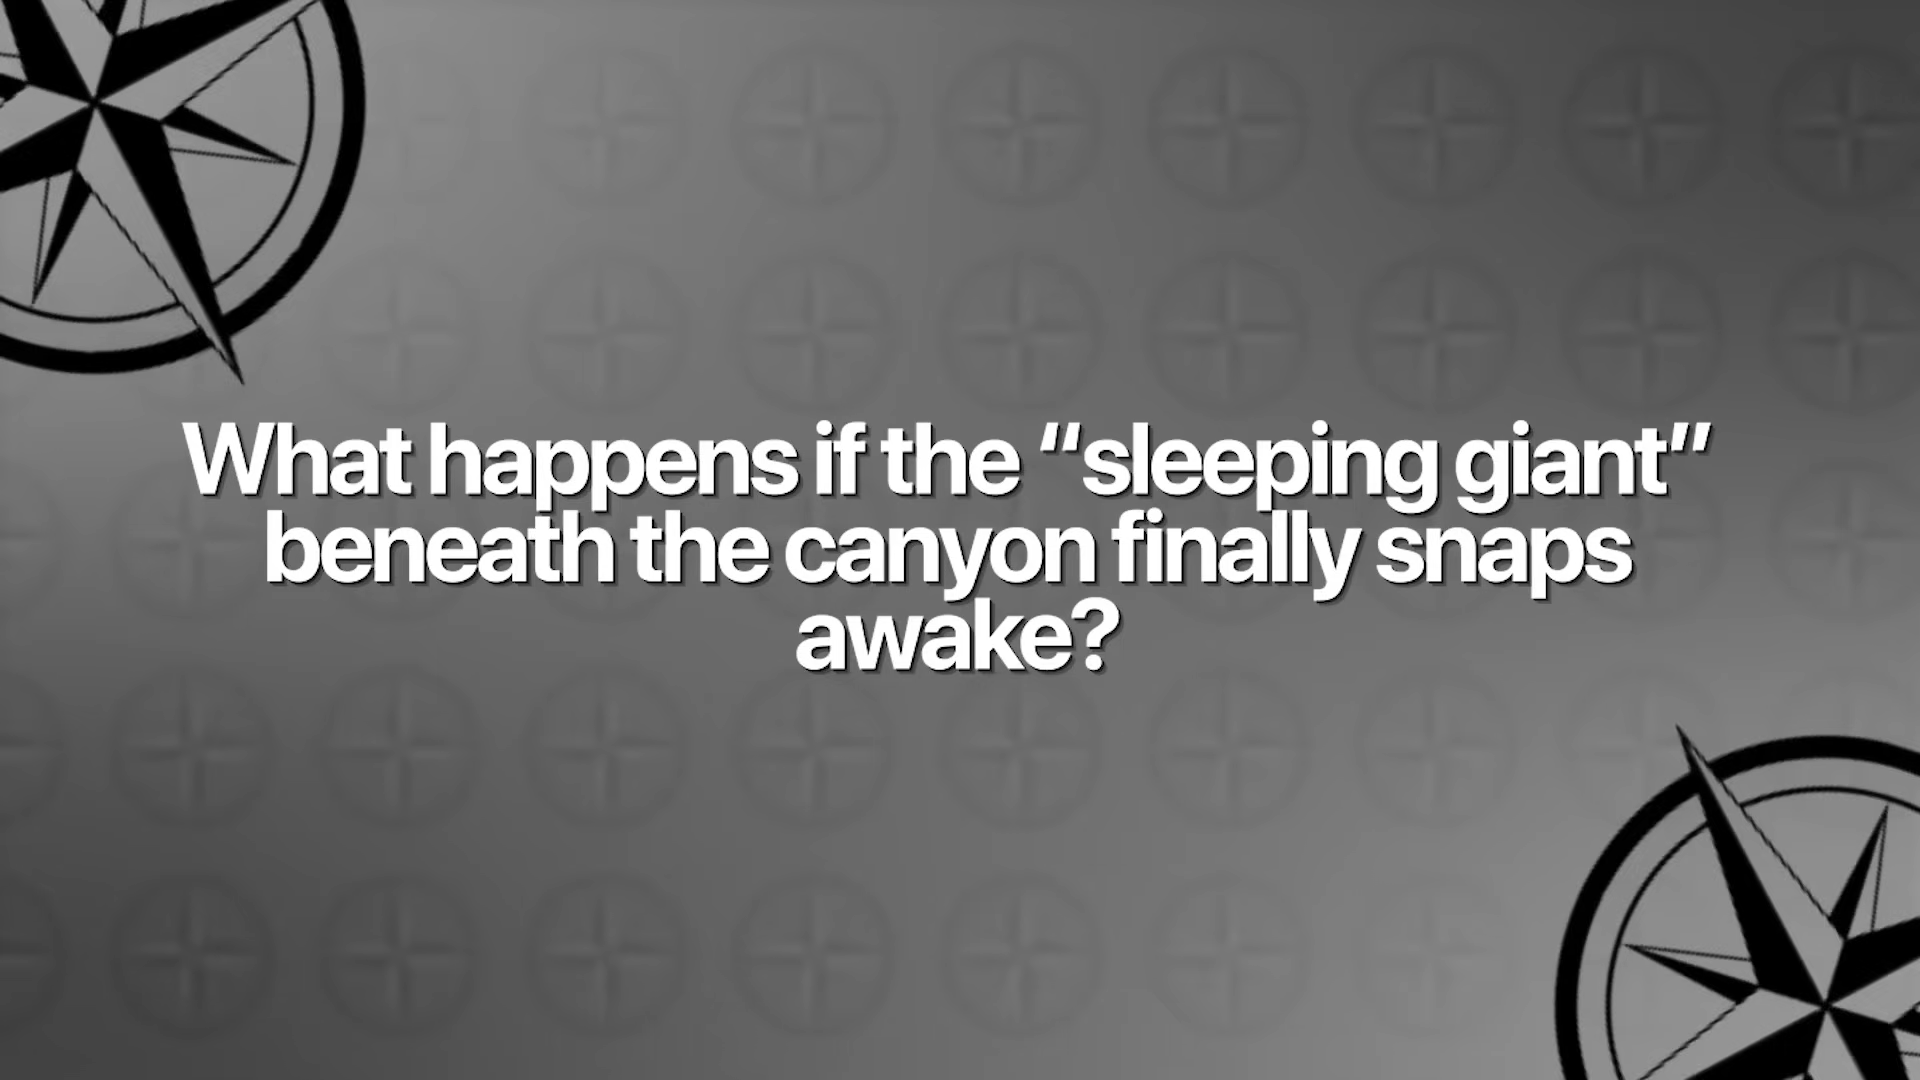 What happens if the “sleeping giant”
beneath the canyon finally snaps
awake?